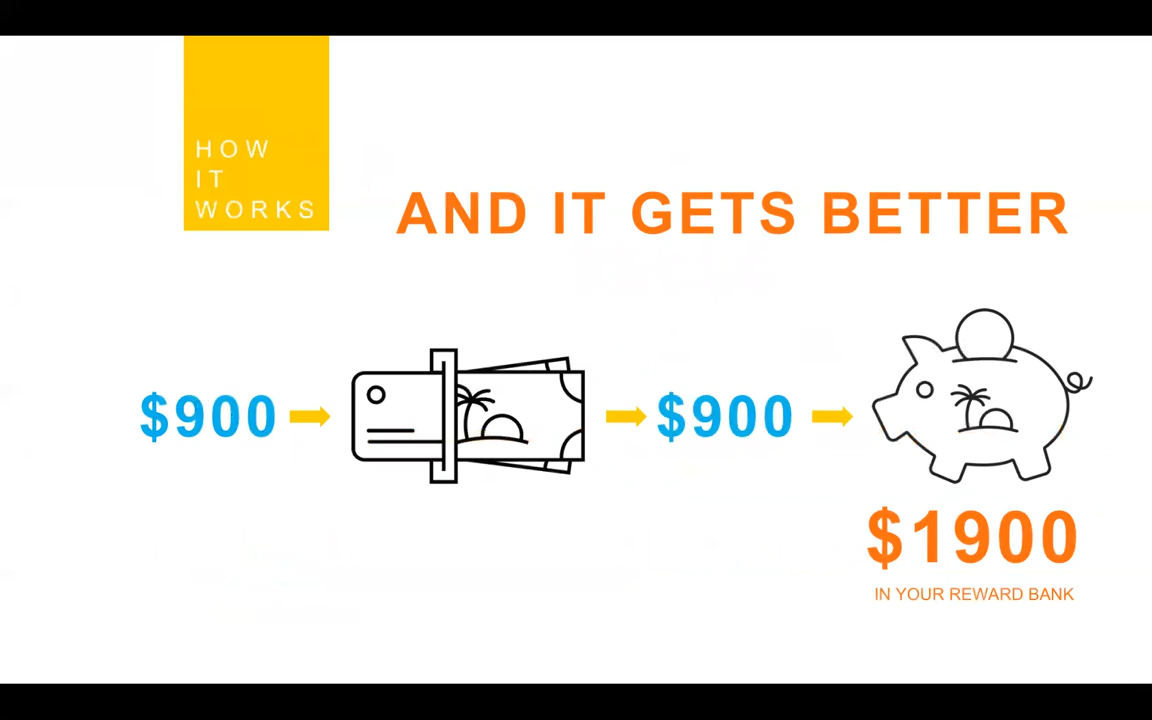 HOW
IT
WORKS
AND IT GETS BETTER
$900
$900
$1900
IN YOUR REWARD BANK